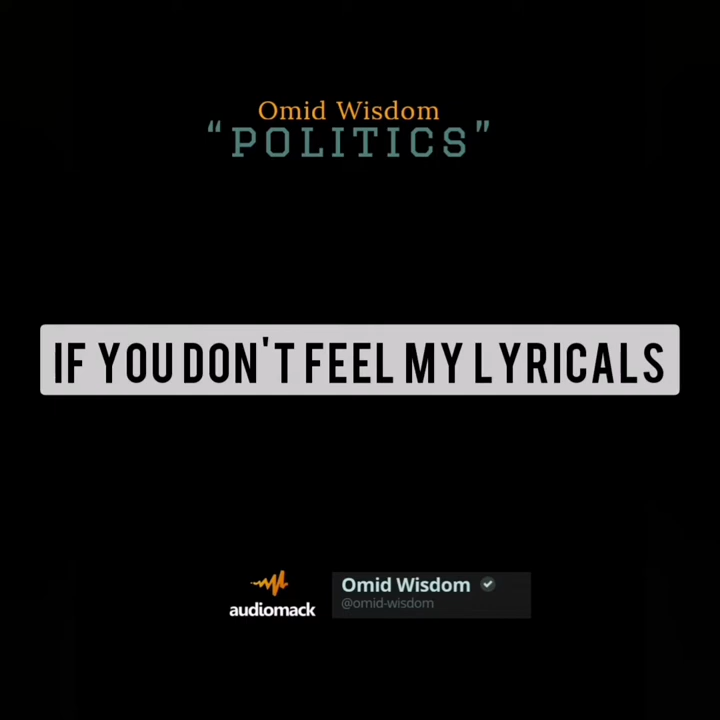 Omid Wisdom
“POLITICS”
IF YOU DON'T FEEL MY LYRICALS
audiomack
Omid Wisdom
@omid-wisdom